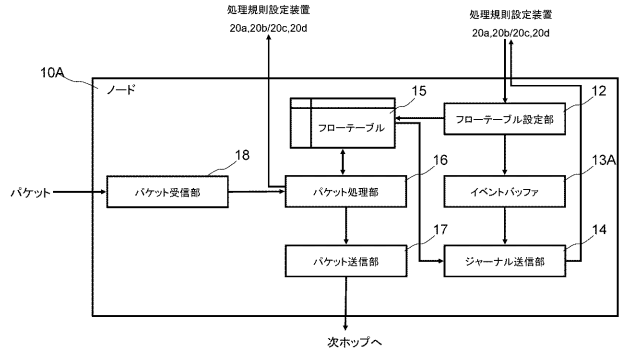 処理規則設定装置
20a,20b/20c,20d
処理規則設定装置
20a,20b/20c,20d
10A
ノード
15
フローテーブル
12
フローテーブル設定部
18
パケット
パケット受信部
16
パケット処理部
13A
イベントバッファ
17
パケット送信部
14
ジャーナル送信部
次ホップへ